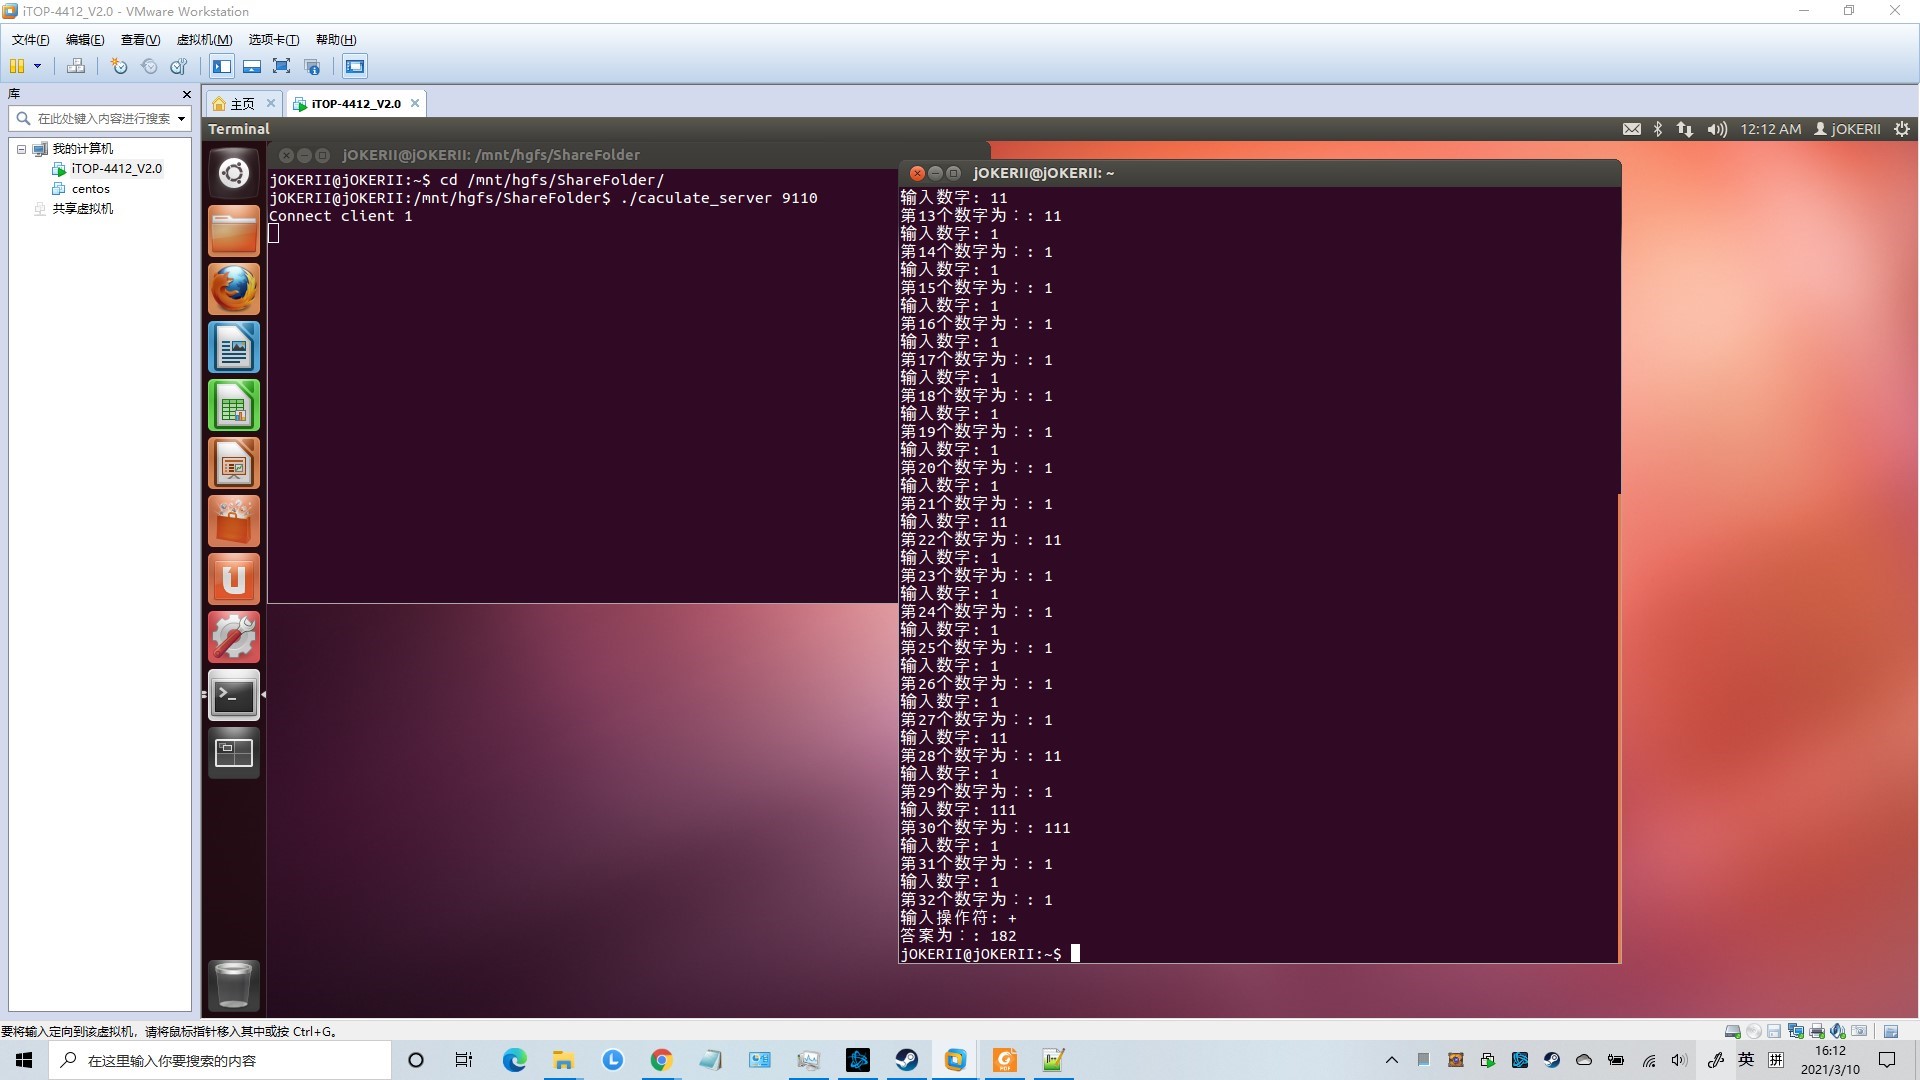 iTOP-4412_V2.0 - VMware Workstation
文件(F) 编辑(E) 查看(V) 虚拟机(M) 选项卡(T) 帮助(H)
库
在此处键入内容进行搜索
我的计算机
iTOP-4412_V2.0
centos
共享虚拟机
主页
iTOP-4412_V2.0
Terminal
12:12 AM jOKERII
jOKERII@jOKERII: /mnt/hgfs/ShareFolder
jOKERII@jOKERII:~$ cd /mnt/hgfs/ShareFolder/
jOKERII@jOKERII:/mnt/hgfs/ShareFolder$ ./caculate_server 9110
Connect client 1
jOKERII@jOKERII: ~
输入数字: 11
第13个数字为：: 11
输入数字: 1
第14个数字为：: 1
输入数字: 1
第15个数字为：: 1
输入数字: 1
第16个数字为：: 1
输入数字: 1
第17个数字为：: 1
输入数字: 1
第18个数字为：: 1
输入数字: 1
第19个数字为：: 1
输入数字: 1
第20个数字为：: 1
输入数字: 1
第21个数字为：: 1
输入数字: 11
第22个数字为：: 11
输入数字: 1
第23个数字为：: 1
输入数字: 1
第24个数字为：: 1
输入数字: 1
第25个数字为：: 1
输入数字: 1
第26个数字为：: 1
输入数字: 1
第27个数字为：: 1
输入数字: 11
第28个数字为：: 11
输入数字: 1
第29个数字为：: 1
输入数字: 111
第30个数字为：: 111
输入数字: 1
第31个数字为：: 1
输入数字: 1
第32个数字为：: 1
输入操作符: +
答案为：: 182
jOKERII@jOKERII:~$
要将输入定向到该虚拟机，请将鼠标指针移入其中或按 Ctrl+G。
在这里输入你要搜索的内容
英 拼
16:12
2021/3/10